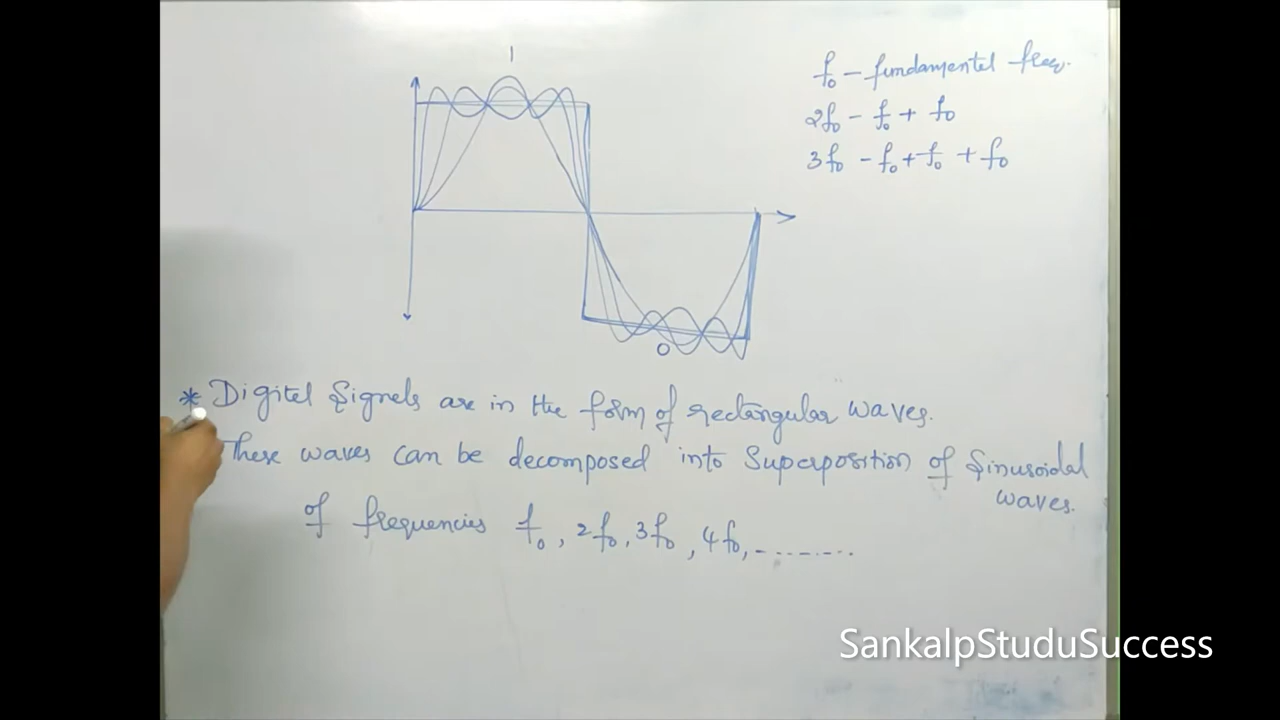 1
f₀ - fundamental freq.
2f₀ - f₀ + f₀
3f₀ - f₀ + f₀ + f₀
0
* Digital Signals are in the form of rectangular waves.
These waves can be decomposed into Superposition of Sinusoidal
waves.
of frequencies f₀, 2f₀, 3f₀, 4f₀, ---------
SankalpStuduSuccess